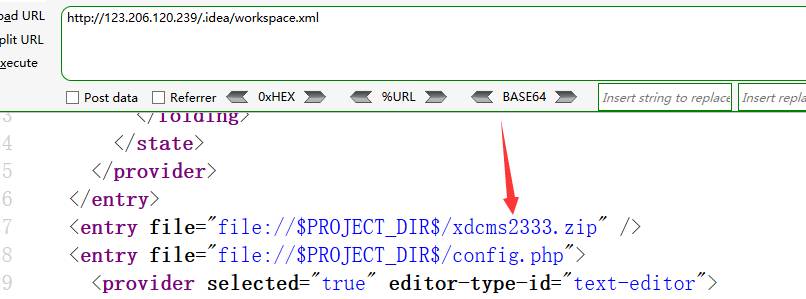 ad URL
http://123.206.120.239/.idea/workspace.xml
plit URL
xecute
Post data Referrer 0xHEX %URL BASE64 Insert string to replace Insert repla
3 </folding>
4 </state>
5 </provider>
6 </entry>
7 <entry file="file://$PROJECT_DIR$/xdcms2333.zip" />
8 <entry file="file://$PROJECT_DIR$/config.php">
9 <provider selected="true" editor-type-id="text-editor">